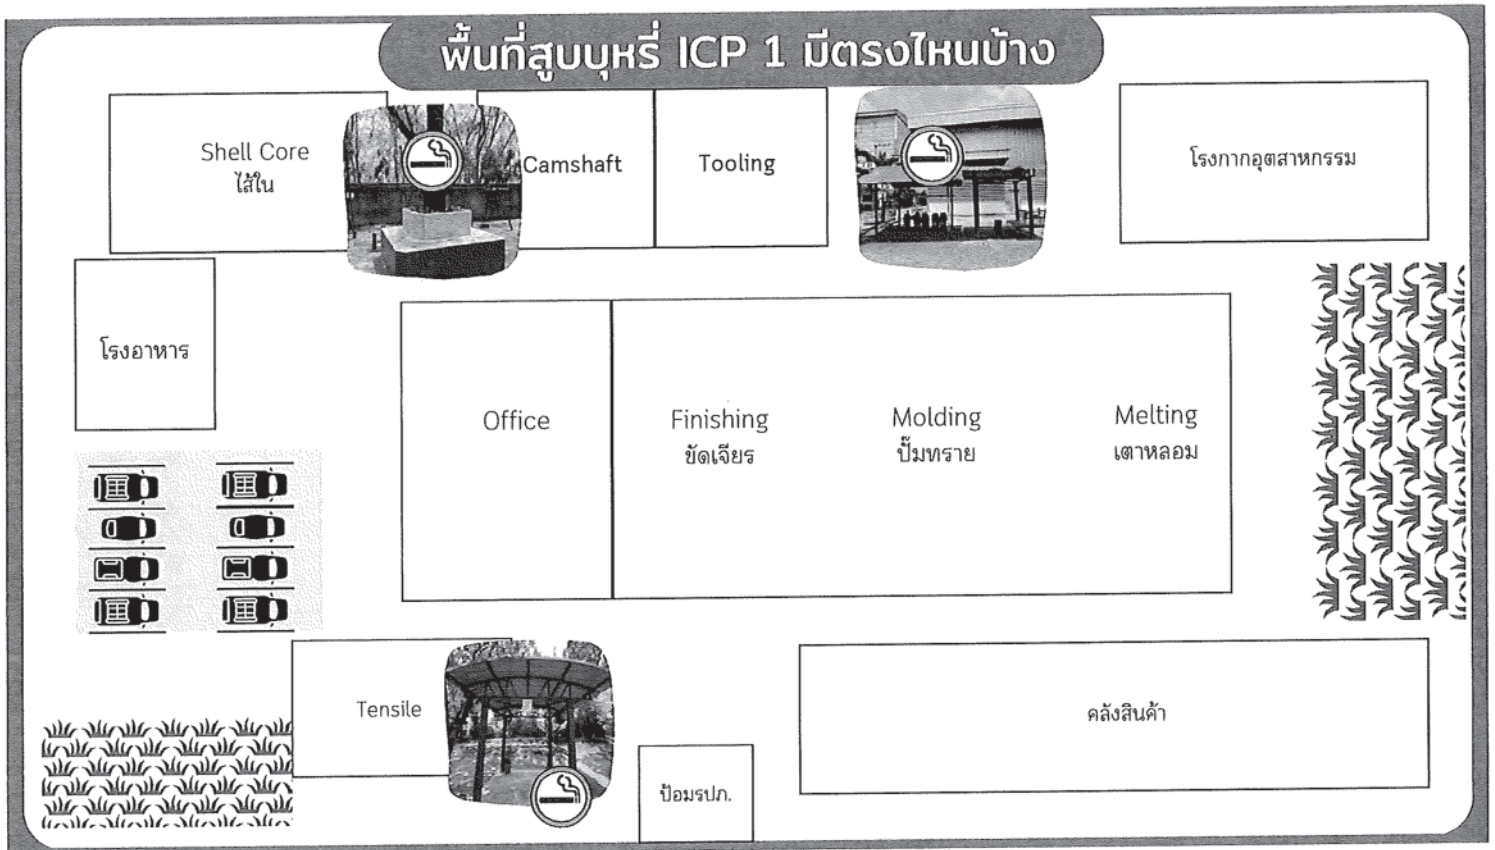 พื้นที่สูบบุหรี่ ICP 1 มีตรงไหนบ้าง
Shell Core
ไส้ใน
Camshaft
Tooling
โรงกากอุตสาหกรรม
โรงอาหาร
Office
Finishing
ขัดเจียร
Molding
ปั๊มทราย
Melting
เตาหลอม
Tensile
คลังสินค้า
ป้อมรปภ.